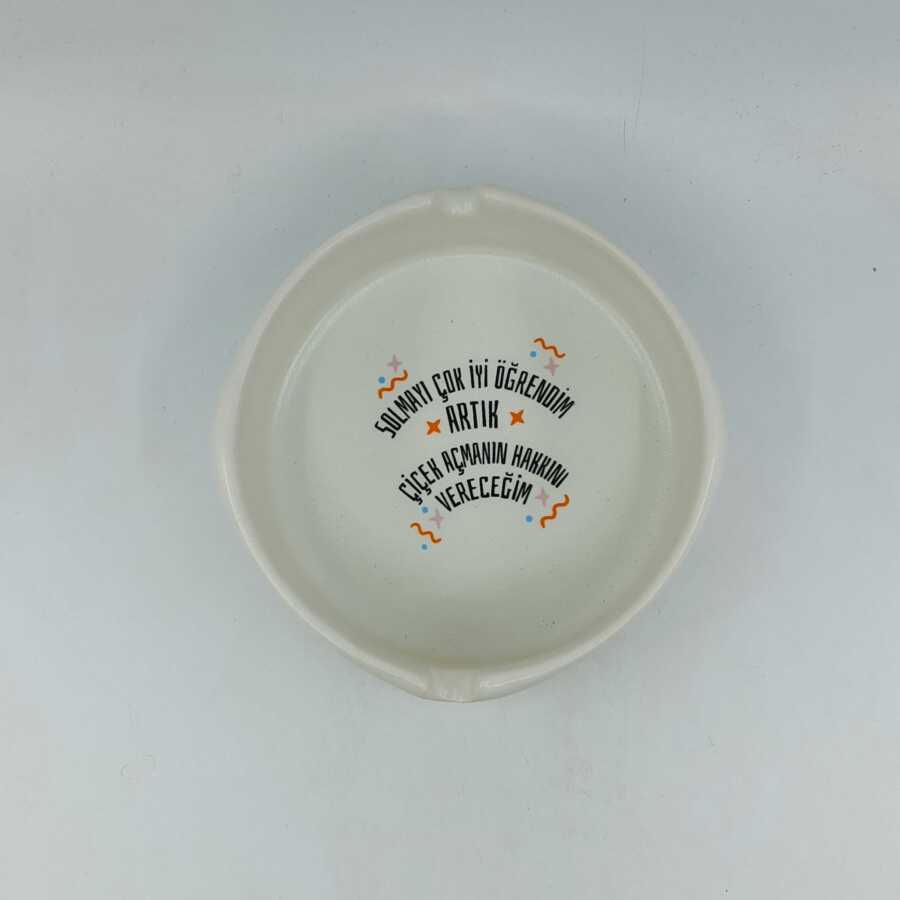 SOLMAYI ÇOK İYİ ÖĞRENDİM
ARTIK
ÇİÇEK AÇMANIN HAKKINI
VERECEĞİM